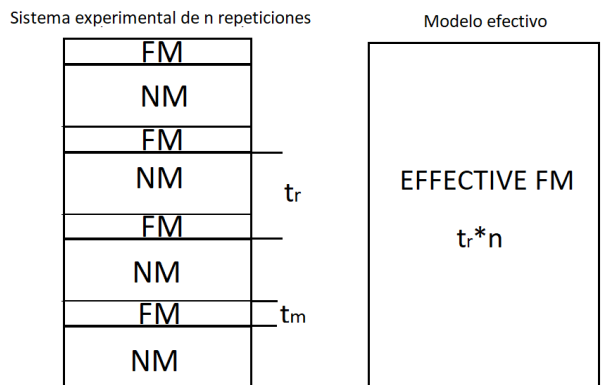 Sistema experimental de n repeticiones
Modelo efectivo
FM
NM
FM
NM
tr
FM
NM
FM
tm
NM
EFFECTIVE FM
tr*n